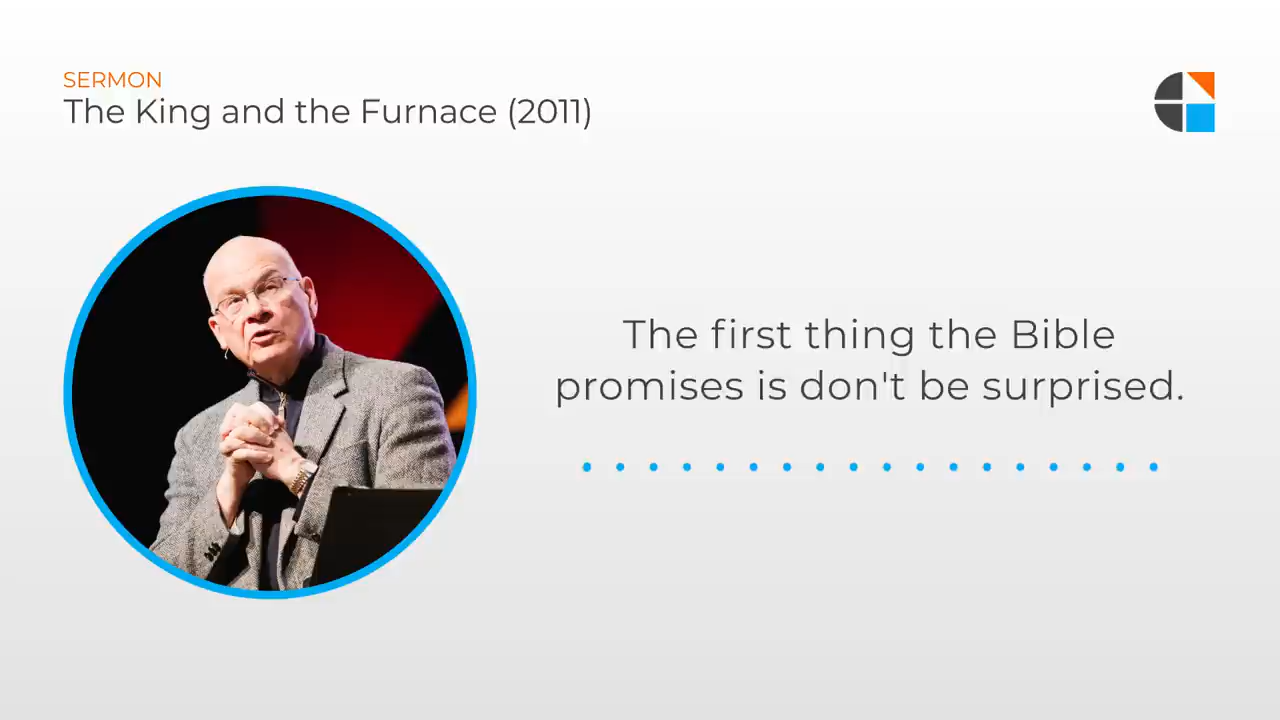 SERMON
The King and the Furnace (2011)
The first thing the Bible
promises is don't be surprised.